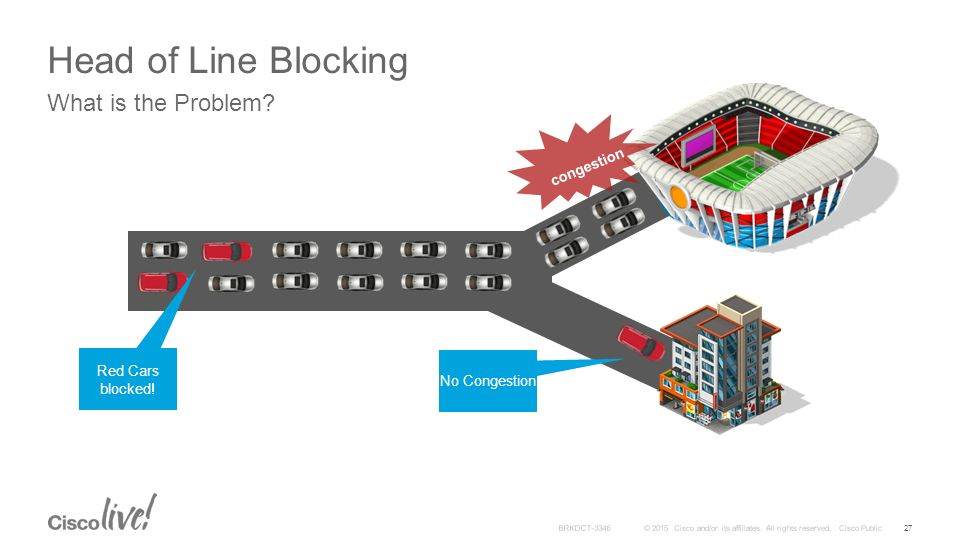 Head of Line Blocking
What is the Problem?
congestion
Red Cars
blocked!
No Congestion
Cisco live!
BRKDCT-3346 © 2015 Cisco and/or its affiliates. All rights reserved. Cisco Public 27